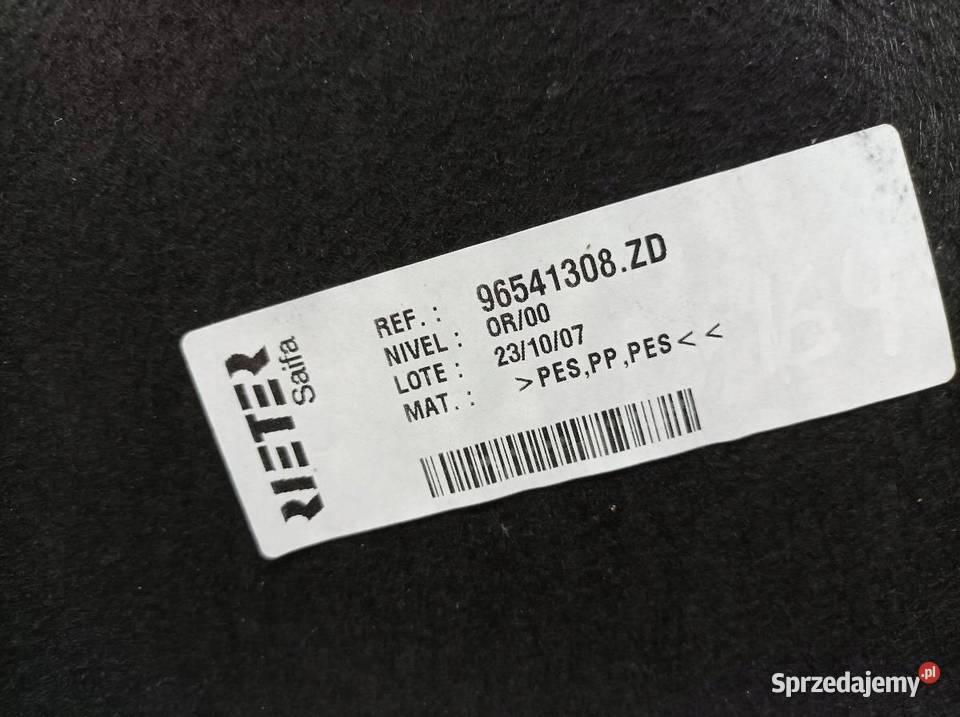 RIETER
Saifa
REF. : 96541308.ZD
NIVEL : OR/00
LOTE : 23/10/07
MAT. : >PES,PP,PES< <
Sprzedajemy.pl